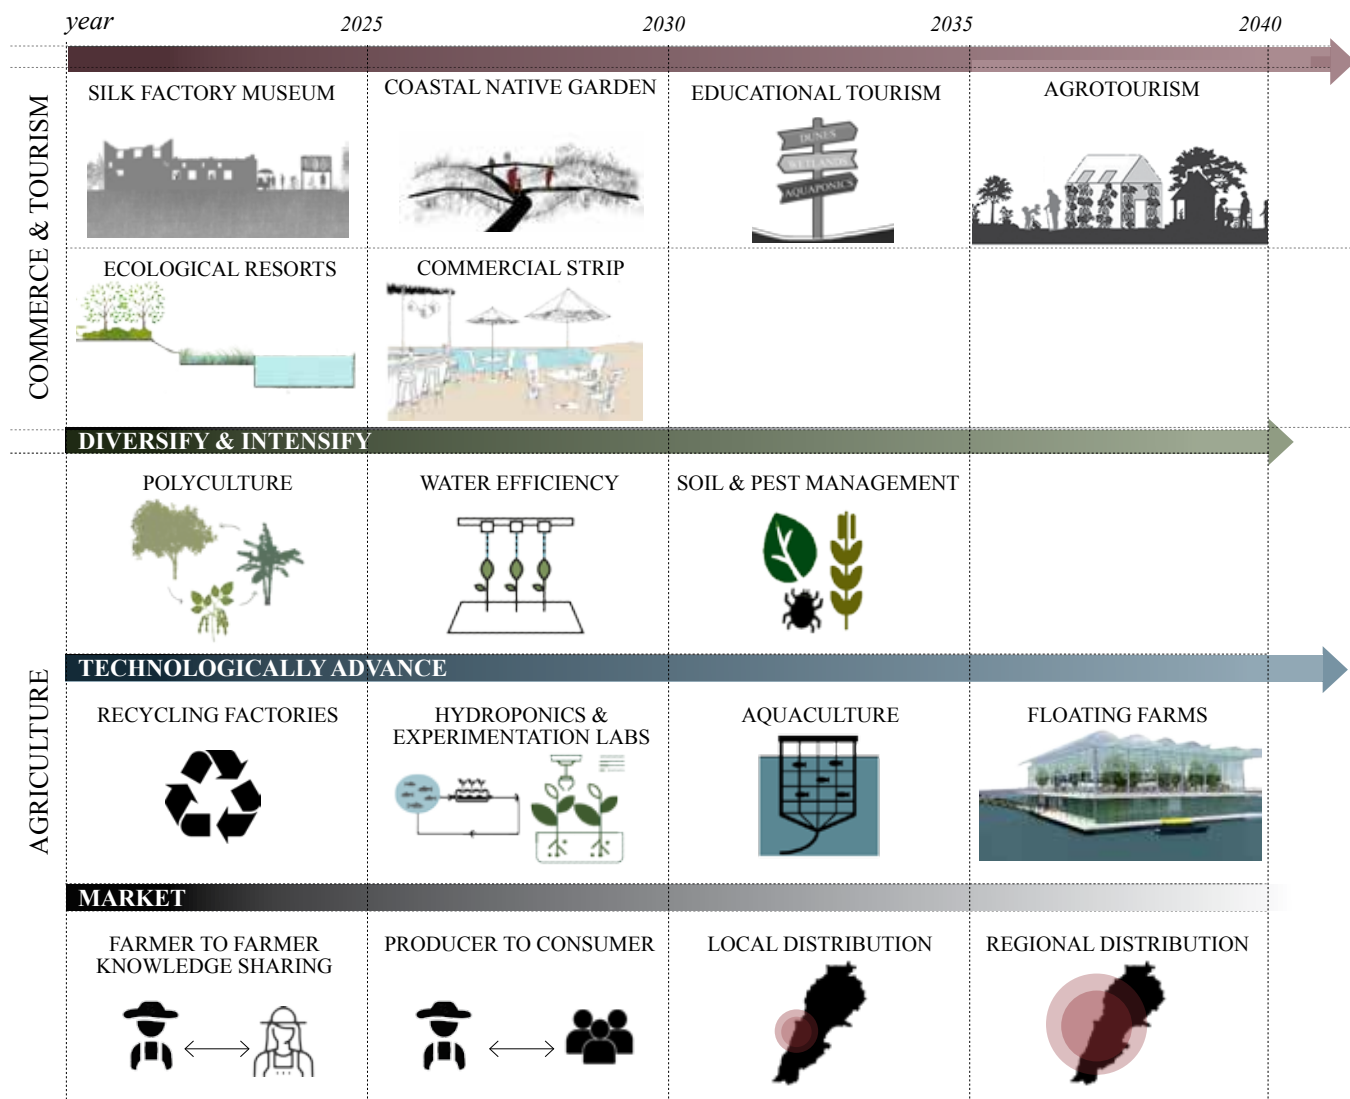 year 2025 2030 2035 2040
COMMERCE & TOURISM
SILK FACTORY MUSEUM
COASTAL NATIVE GARDEN
EDUCATIONAL TOURISM
DUNES
WETLANDS
AQUAPONICS
AGROTOURISM
ECOLOGICAL RESORTS
COMMERCIAL STRIP
AGRICULTURE
DIVERSIFY & INTENSIFY
POLYCULTURE
WATER EFFICIENCY
SOIL & PEST MANAGEMENT
TECHNOLOGICALLY ADVANCE
RECYCLING FACTORIES
HYDROPONICS &
EXPERIMENTATION LABS
AQUACULTURE
FLOATING FARMS
MARKET
FARMER TO FARMER
KNOWLEDGE SHARING
PRODUCER TO CONSUMER
LOCAL DISTRIBUTION
REGIONAL DISTRIBUTION